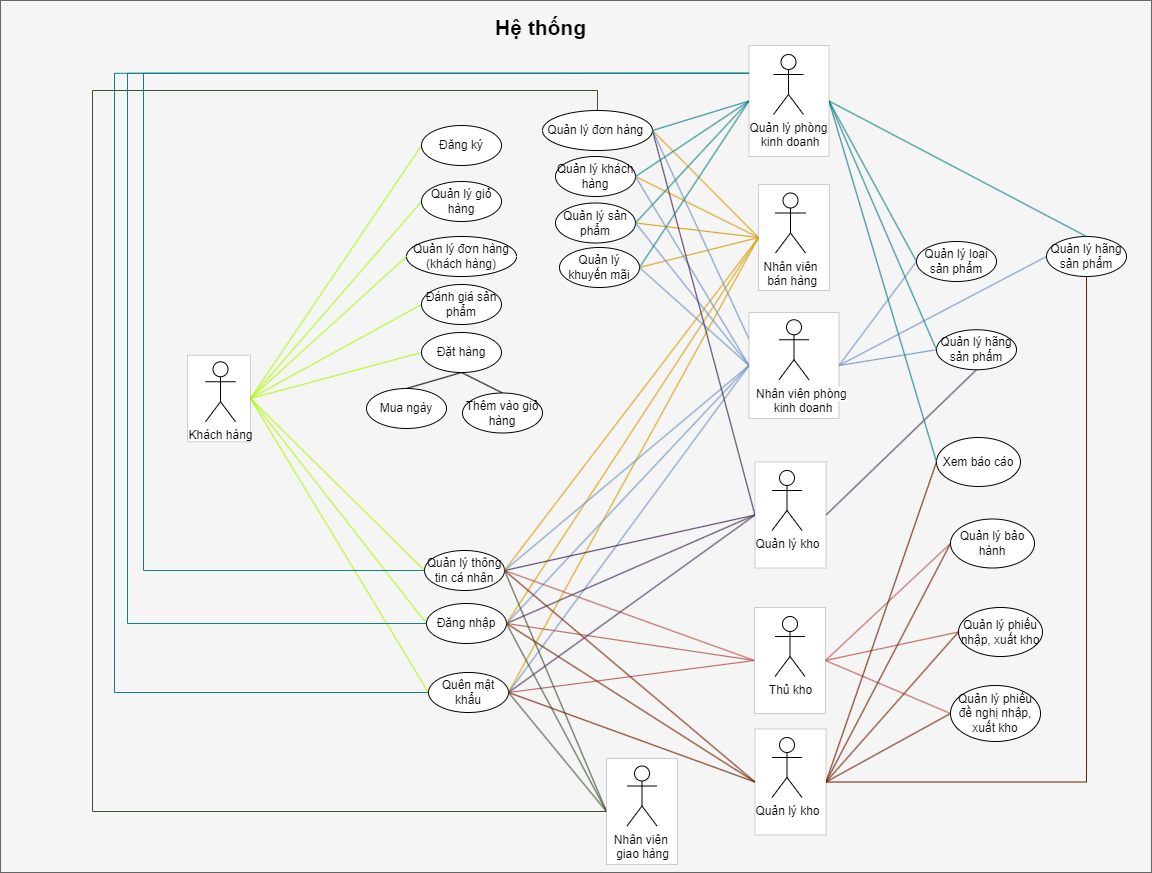 Hệ thống
Quản lý phòng
kinh doanh
Quản lý đơn hàng
Đăng ký
Quản lý khách
hàng
Quản lý giỏ
hàng
Quản lý sản
phẩm
Nhân viên
bán hàng
Quản lý đơn hàng
(khách hàng)
Quản lý
khuyến mãi
Quản lý loại
sản phẩm
Quản lý hãng
sản phẩm
Đánh giá sản
phẩm
Đặt hàng
Quản lý hãng
sản phẩm
Mua ngày
Thêm vào giỏ
hàng
Nhân viên phòng
kinh doanh
Khách hàng
Xem báo cáo
Quản lý kho
Quản lý bảo
hành
Quản lý thông
tin cá nhân
Đăng nhập
Quản lý phiếu
nhập, xuất kho
Quên mật
khẩu
Thủ kho
Quản lý phiếu
đề nghị nhập,
xuất kho
Quản lý kho
Nhân viên
giao hàng